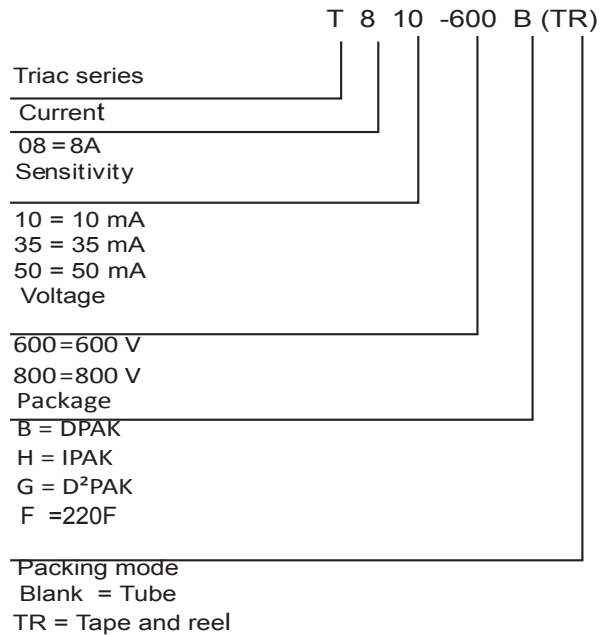 T 8 10 -600 B (TR)
Triac series
Current
08 = 8A
Sensitivity
10 = 10 mA
35 = 35 mA
50 = 50 mA
Voltage
600=600 V
800=800 V
Package
B = DPAK
H = IPAK
G = D²PAK
F =220F
Packing mode
Blank = Tube
TR = Tape and reel